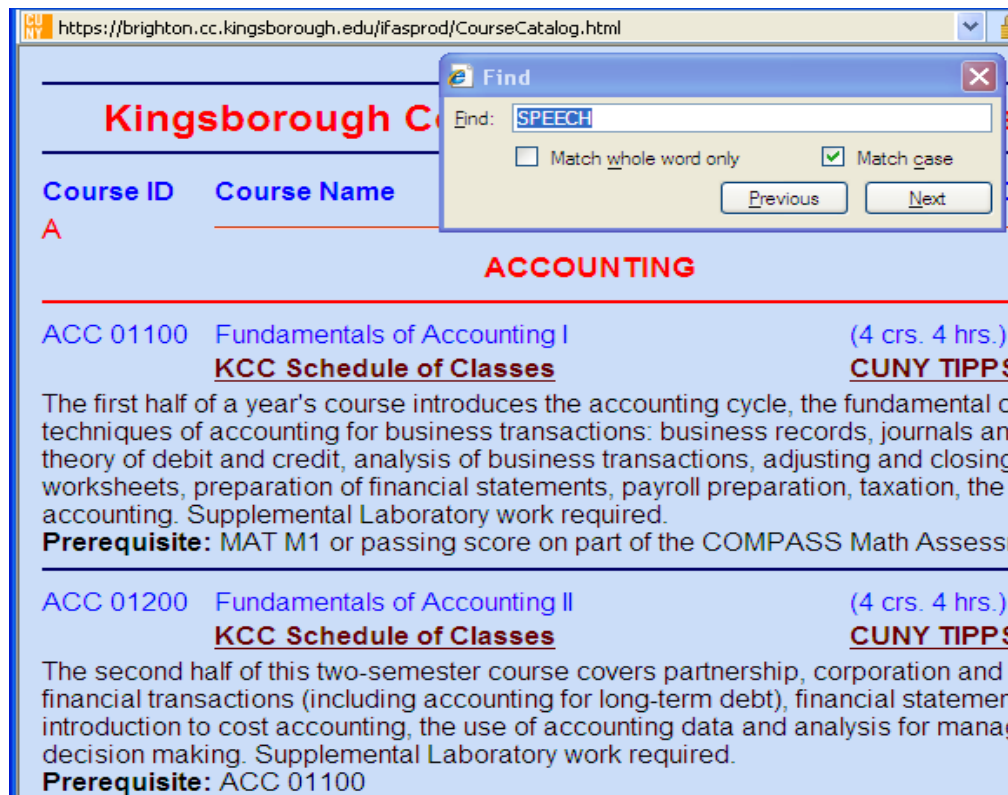 CU
NY
https://brighton.cc.kingsborough.edu/ifasprod/CourseCatalog.html
Find
Find: SPEECH
Match whole word only Match case
Previous Next
Kingsborough
Course ID Course Name
A
ACCOUNTING
ACC 01100 Fundamentals of Accounting I (4 crs. 4 hrs.)
KCC Schedule of Classes CUNY TIPPS
The first half of a year's course introduces the accounting cycle, the fundamental
techniques of accounting for business transactions: business records, journals
theory of debit and credit, analysis of business transactions, adjusting and closing
worksheets, preparation of financial statements, payroll preparation, taxation, the
accounting. Supplemental Laboratory work required.
Prerequisite: MAT M1 or passing score on part of the COMPASS Math
ACC 01200 Fundamentals of Accounting II (4 crs. 4 hrs.)
KCC Schedule of Classes CUNY TIPPS
The second half of this two-semester course covers partnership, corporation and
financial transactions (including accounting for long-term debt), financial
introduction to cost accounting, the use of accounting data and analysis for
decision making. Supplemental Laboratory work required.
Prerequisite: ACC 01100